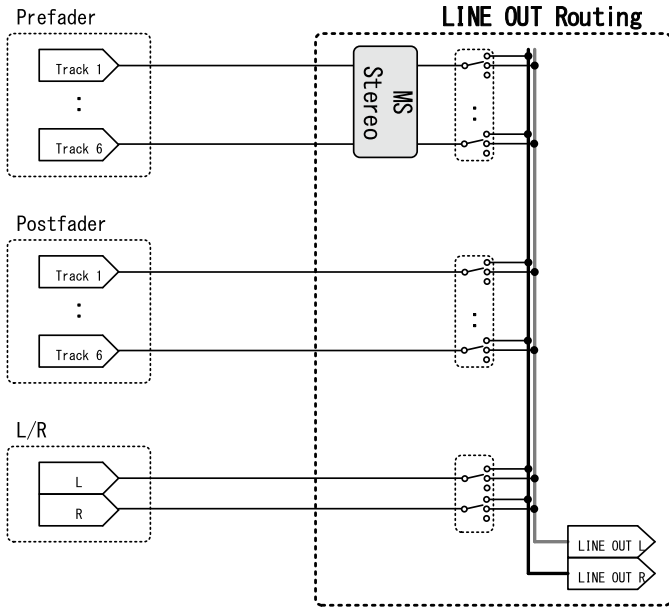 Prefader
LINE OUT Routing
Track 1
:
Track 6
MS
Stereo
:
Postfader
Track 1
:
Track 6
:
L/R
L
R
LINE OUT L
LINE OUT R